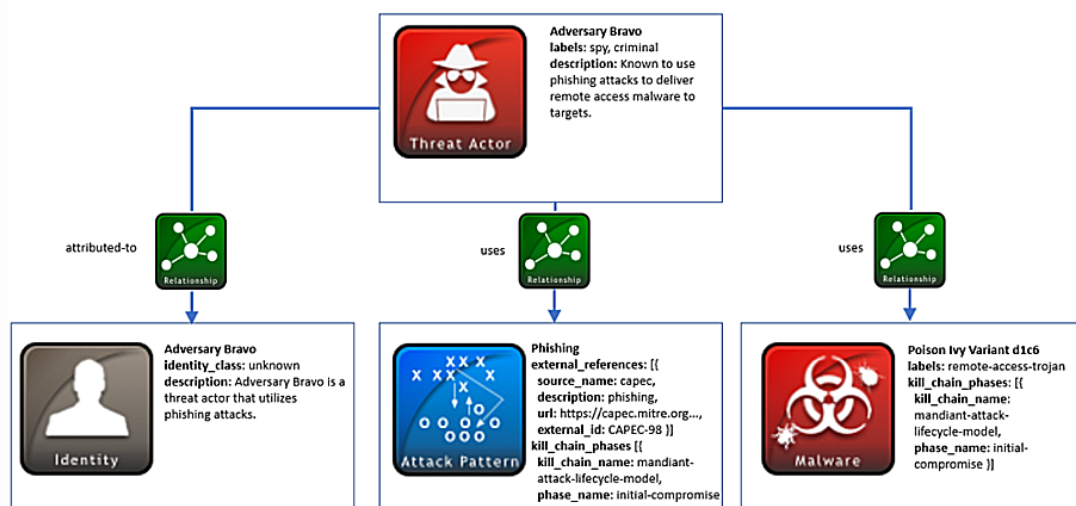 Adversary Bravo
labels: spy, criminal
description: Known to use
phishing attacks to deliver
remote access malware to
targets.
Threat Actor
attributed-to
Relationship
uses
Relationship
uses
Relationship
Adversary Bravo
identity_class: unknown
description: Adversary Bravo is a
threat actor that utilizes
phishing attacks.
Identity
Phishing
external_references: [{
source_name: capec,
description: phishing,
url: https://capec.mitre.org...,
external_id: CAPEC-98 }]
kill_chain_phases [{
kill_chain_name: mandiant-
attack-lifecycle-model,
phase_name: initial-compromise
X X X X
X X X X
X
O
O O O O
O O O
Attack Pattern
Poison Ivy Variant d1c6
labels: remote-access-trojan
kill_chain_phases: [{
kill_chain_name:
mandiant-attack-
lifecycle-model,
phase_name: initial-
compromise }]
Malware